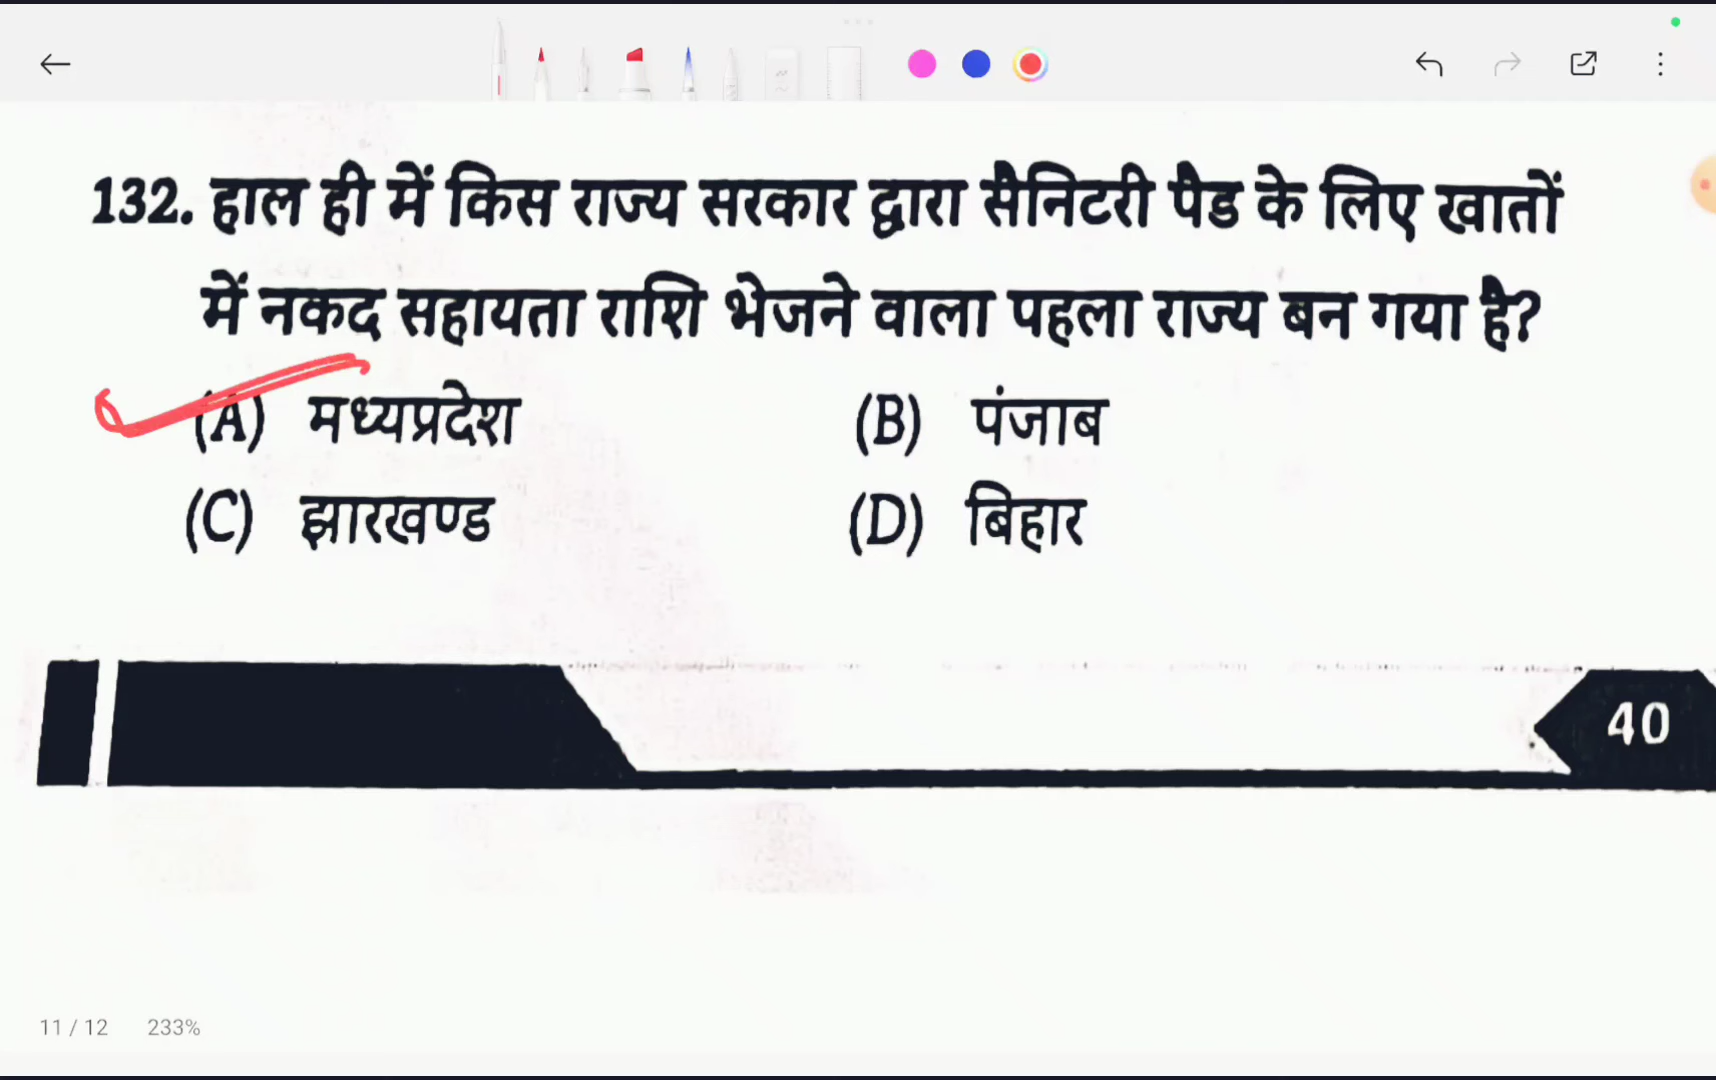 132. हाल ही में किस राज्य सरकार द्वारा सैनिटरी पैड के लिए खातों
में नकद सहायता राशि भेजने वाला पहला राज्य बन गया है?
(A) मध्यप्रदेश (B) पंजाब
(C) झारखण्ड (D) बिहार
40
11 / 12 233%